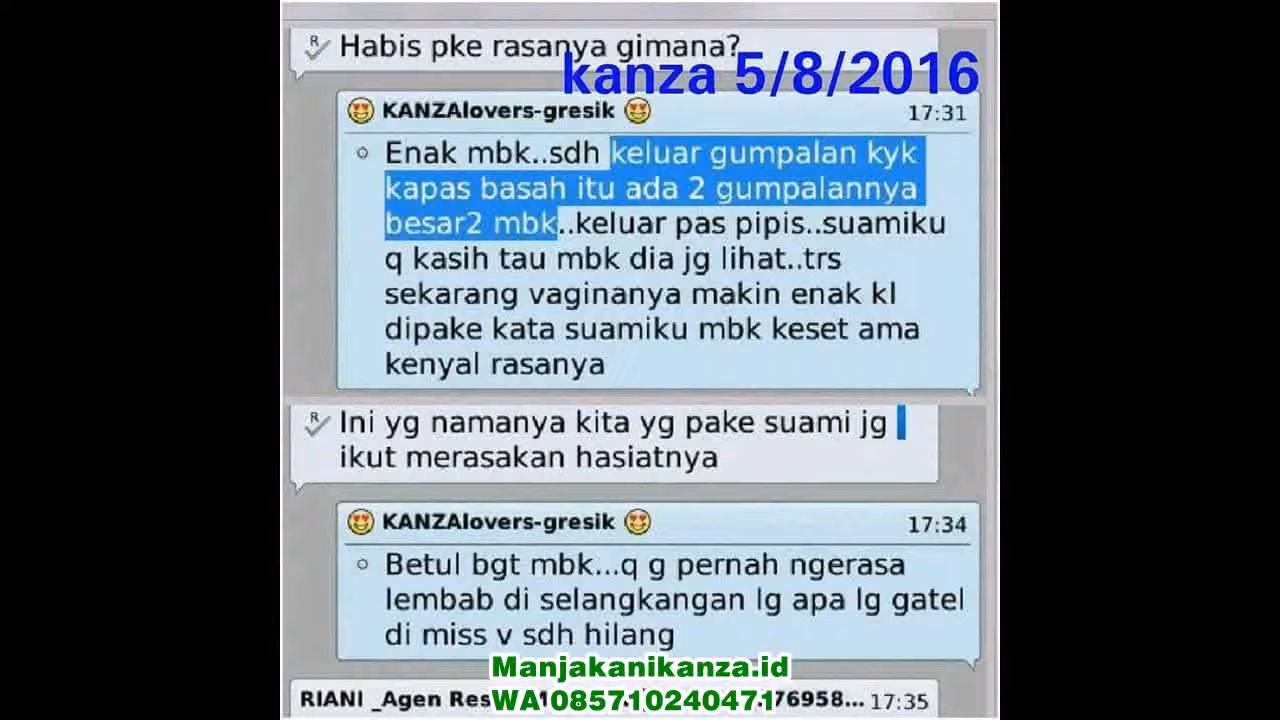 Habis pke rasanya gimana?
kanza 5/8/2016
KANZAlovers-gresik 17:31
Enak mbk..sdh keluar gumpalan kyk
kapas basah itu ada 2 gumpalannya
besar2 mbk..keluar pas pipis..suamiku
q kasih tau mbk dia jg lihat..trs
sekarang vaginanya makin enak kl
dipake kata suamiku mbk keset ama
kenyal rasanya
Ini yg namanya kita yg pake suami jg
ikut merasakan hasiatnya
KANZAlovers-gresik 17:34
Betul bgt mbk...q g pernah ngerasa
lembab di selangkangan lg apa lg gatel
di miss v sdh hilang
Manjakanikanza.id
RIANI _Agen Res 76958... 17:35
WA085710240471